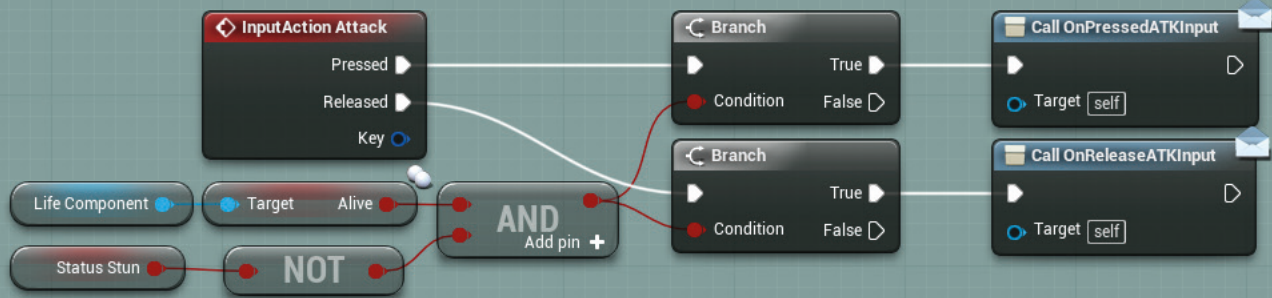 InputAction Attack
Pressed
Released
Key
Branch
True
Condition
False
Call OnPressedATKInput
Target self
Branch
True
Condition
False
Call OnReleaseATKInput
Target self
Life Component
Target Alive
AND
Add pin +
Status Stun
NOT